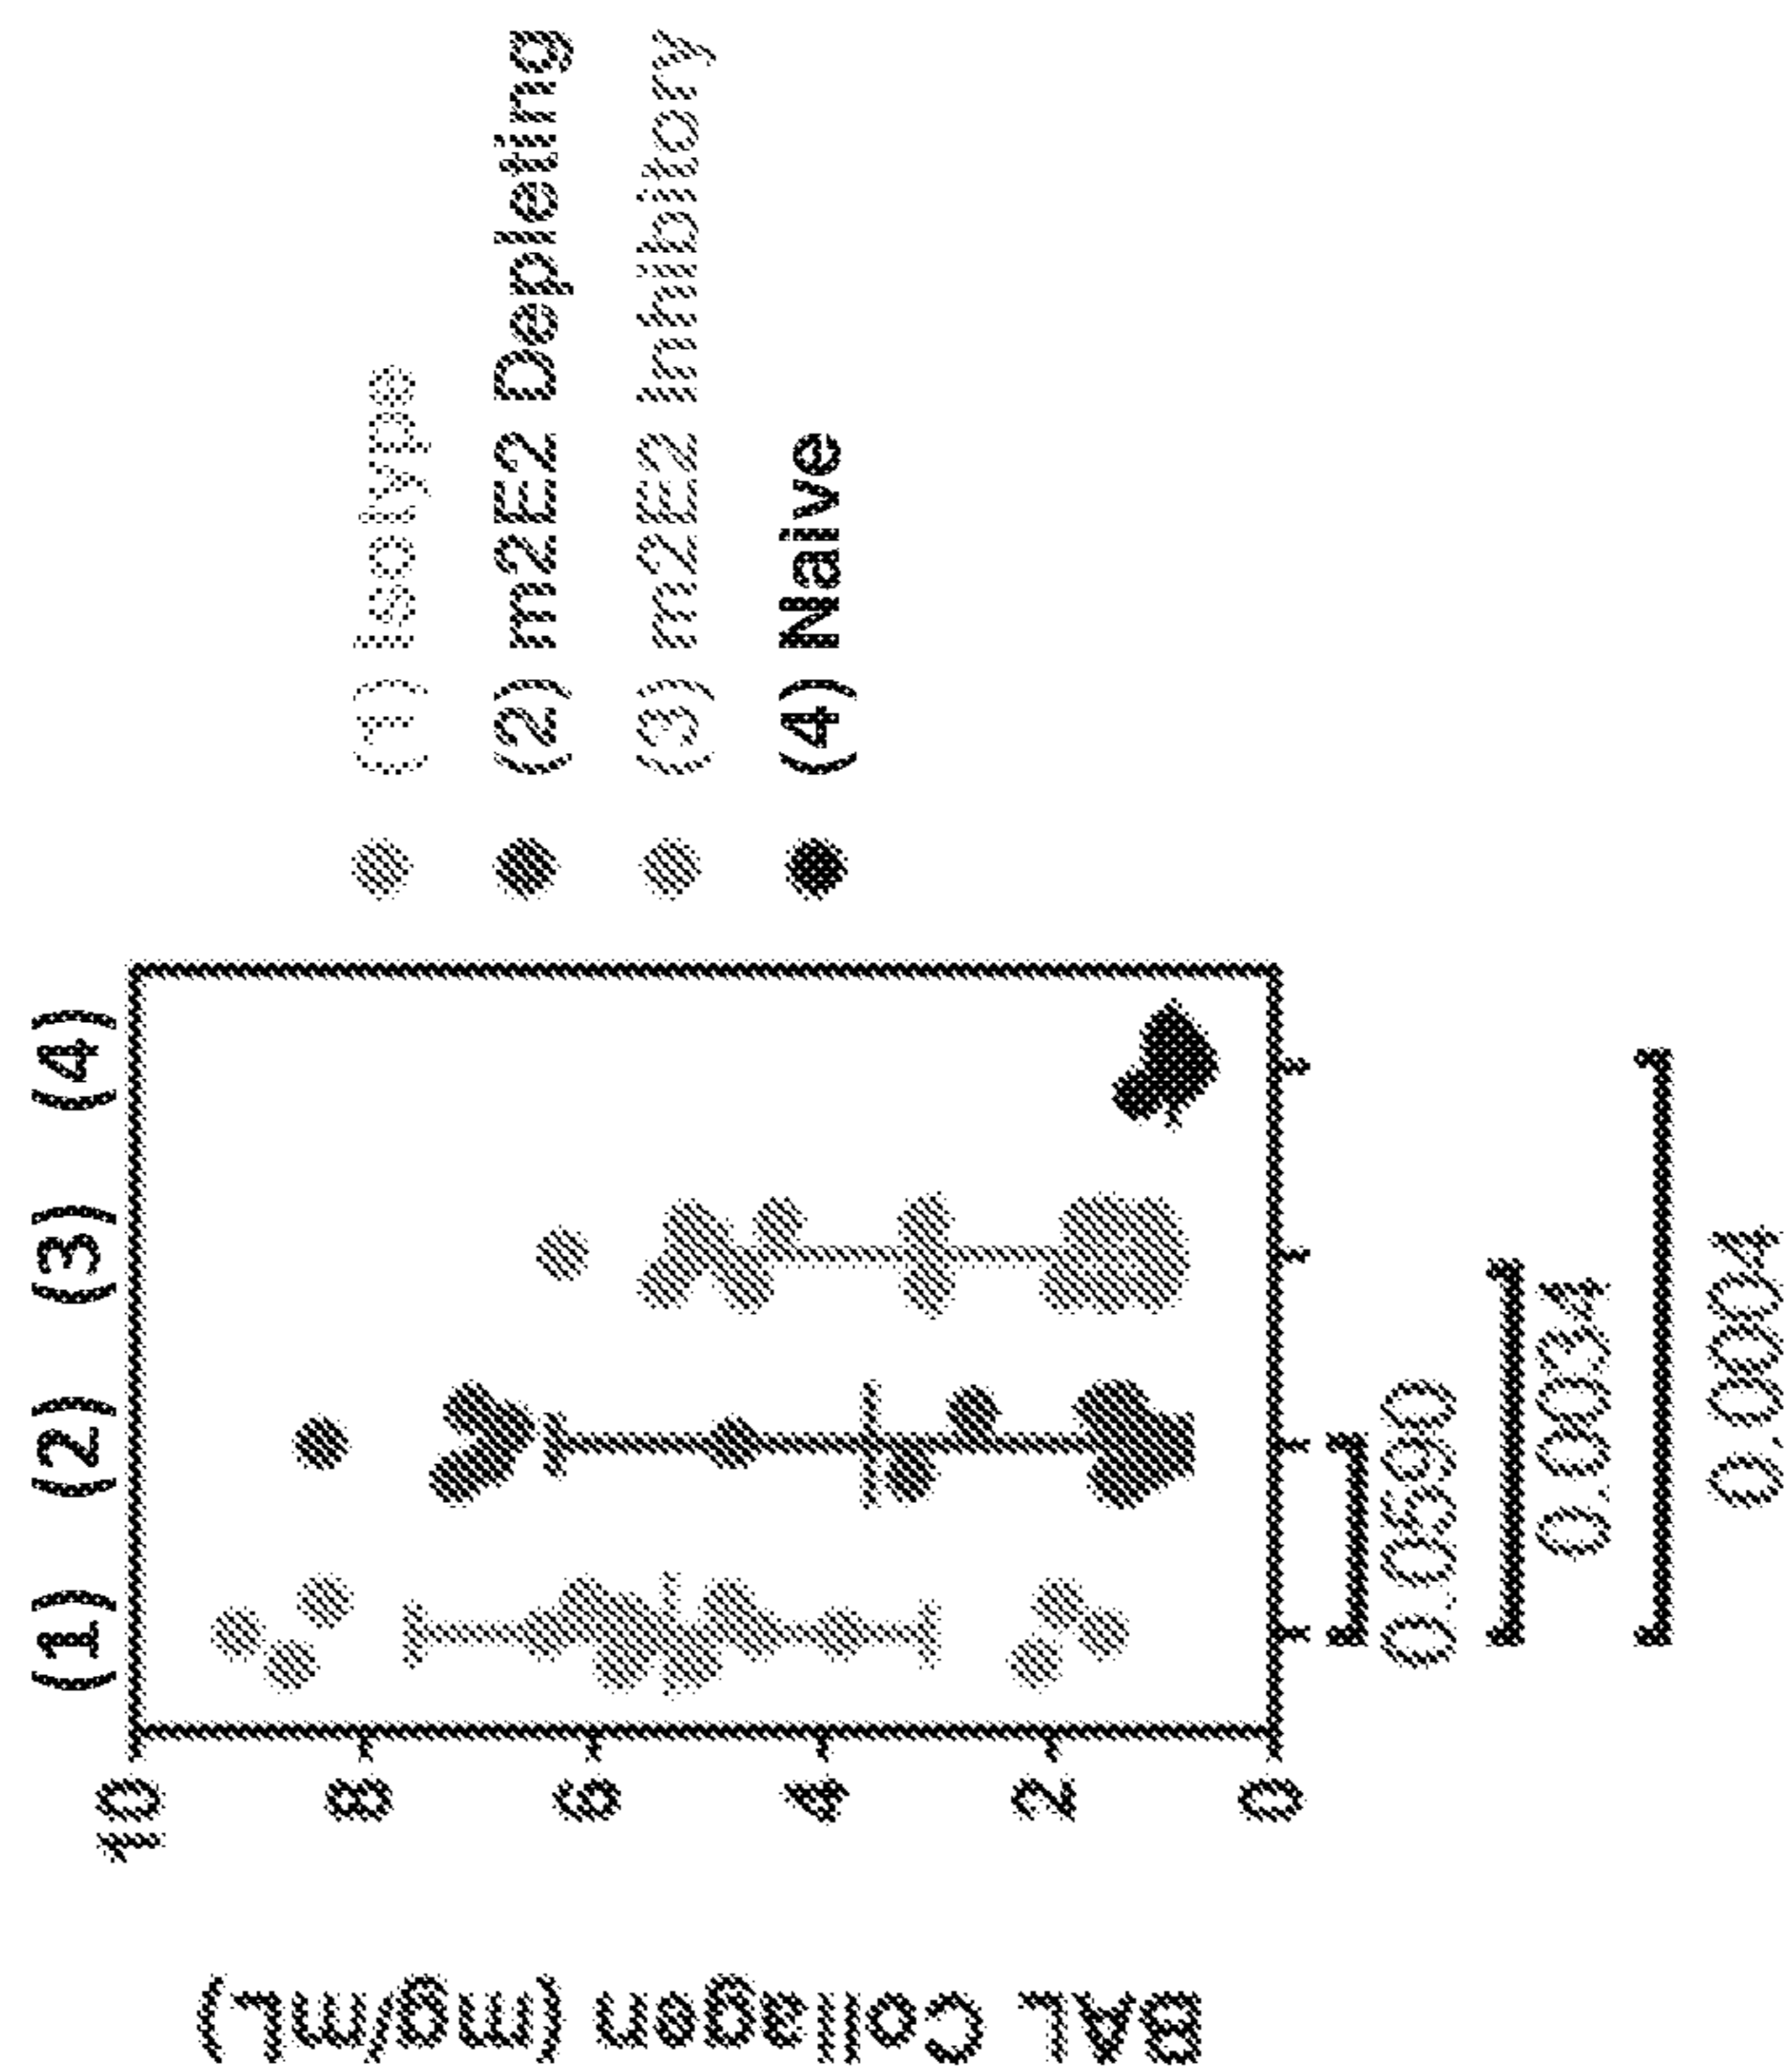 BAL Collagen (mg/mL)
10
8
6
4
2
0
(1) (2) (3) (4)
0.0590
0.0034
0.0004
(1) Isotype
(2) m2E2 Depleting
(3) m2E2 Inhibitory
(4) Naive